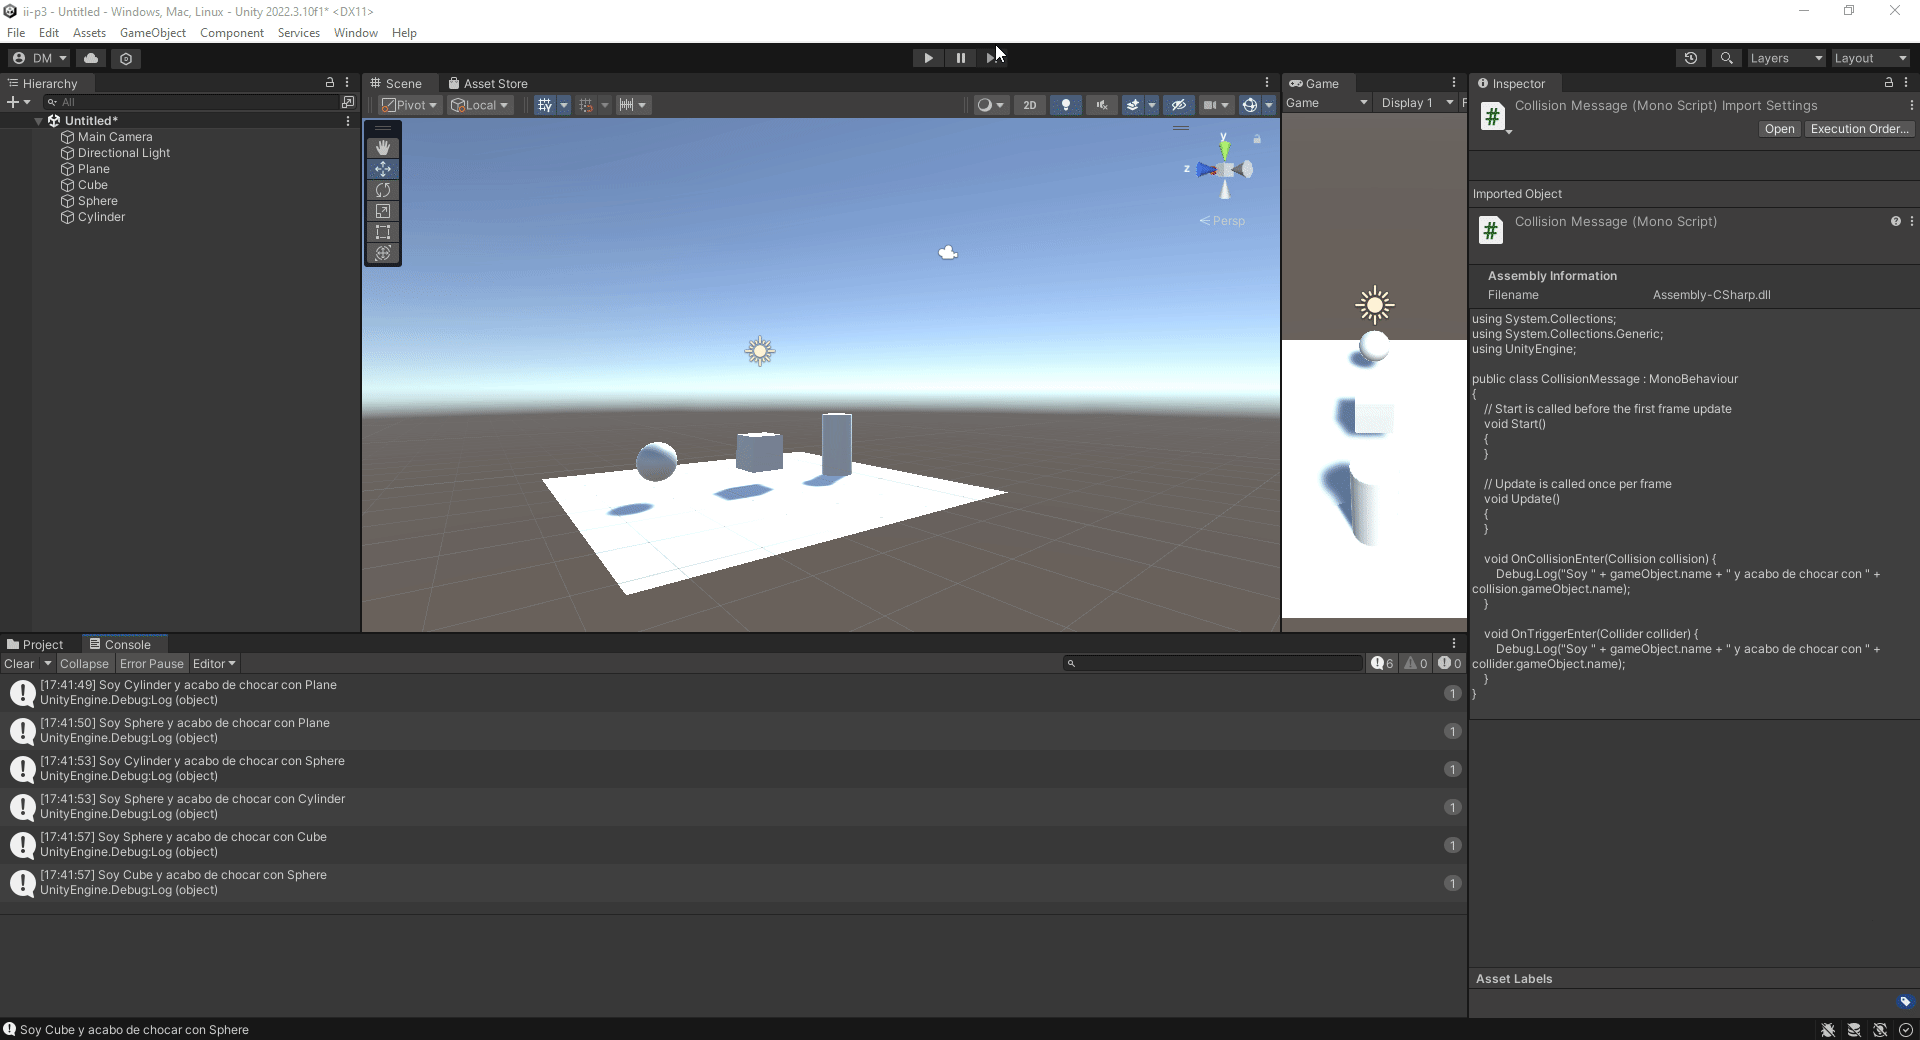 ii-p3 - Untitled - Windows, Mac, Linux - Unity 2022.3.10f1* <DX11>
File Edit Assets GameObject Component Services Window Help
DM Layers Layout
Hierarchy
All
Untitled*
Main Camera
Directional Light
Plane
Cube
Sphere
Cylinder
Scene Asset Store
Pivot Local 2D
y
z
Persp
Game
Game Display 1 F
Inspector
Collision Message (Mono Script) Import Settings
Open Execution Order...
Imported Object
Collision Message (Mono Script)
Assembly Information
Filename Assembly-CSharp.dll
using System.Collections;
using System.Collections.Generic;
using UnityEngine;
public class CollisionMessage : MonoBehaviour
{
// Start is called before the first frame update
void Start()
{
}
// Update is called once per frame
void Update()
{
}
void OnCollisionEnter(Collision collision) {
Debug.Log("Soy " + gameObject.name + " y acabo de chocar con " +
collision.gameObject.name);
}
void OnTriggerEnter(Collider collider) {
Debug.Log("Soy " + gameObject.name + " y acabo de chocar con " +
collider.gameObject.name);
}
}
Asset Labels
Project Console
Clear Collapse Error Pause Editor 6 0 0
[17:41:49] Soy Cylinder y acabo de chocar con Plane
UnityEngine.Debug:Log (object)
1
[17:41:50] Soy Sphere y acabo de chocar con Plane
UnityEngine.Debug:Log (object)
1
[17:41:53] Soy Cylinder y acabo de chocar con Sphere
UnityEngine.Debug:Log (object)
1
[17:41:53] Soy Sphere y acabo de chocar con Cylinder
UnityEngine.Debug:Log (object)
1
[17:41:57] Soy Sphere y acabo de chocar con Cube
UnityEngine.Debug:Log (object)
1
[17:41:57] Soy Cube y acabo de chocar con Sphere
UnityEngine.Debug:Log (object)
1
Soy Cube y acabo de chocar con Sphere